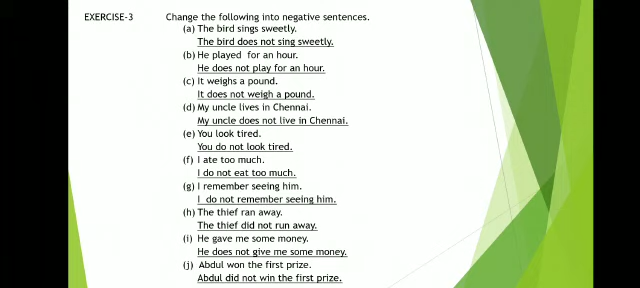 EXERCISE-3 Change the following into negative sentences.
(a) The bird sings sweetly.
The bird does not sing sweetly.
(b) He played for an hour.
He does not play for an hour.
(c) It weighs a pound.
It does not weigh a pound.
(d) My uncle lives in Chennai.
My uncle does not live in Chennai.
(e) You look tired.
You do not look tired.
(f) I ate too much.
I do not eat too much.
(g) I remember seeing him.
I do not remember seeing him.
(h) The thief ran away.
The thief did not run away.
(i) He gave me some money.
He does not give me some money.
(j) Abdul won the first prize.
Abdul did not win the first prize.